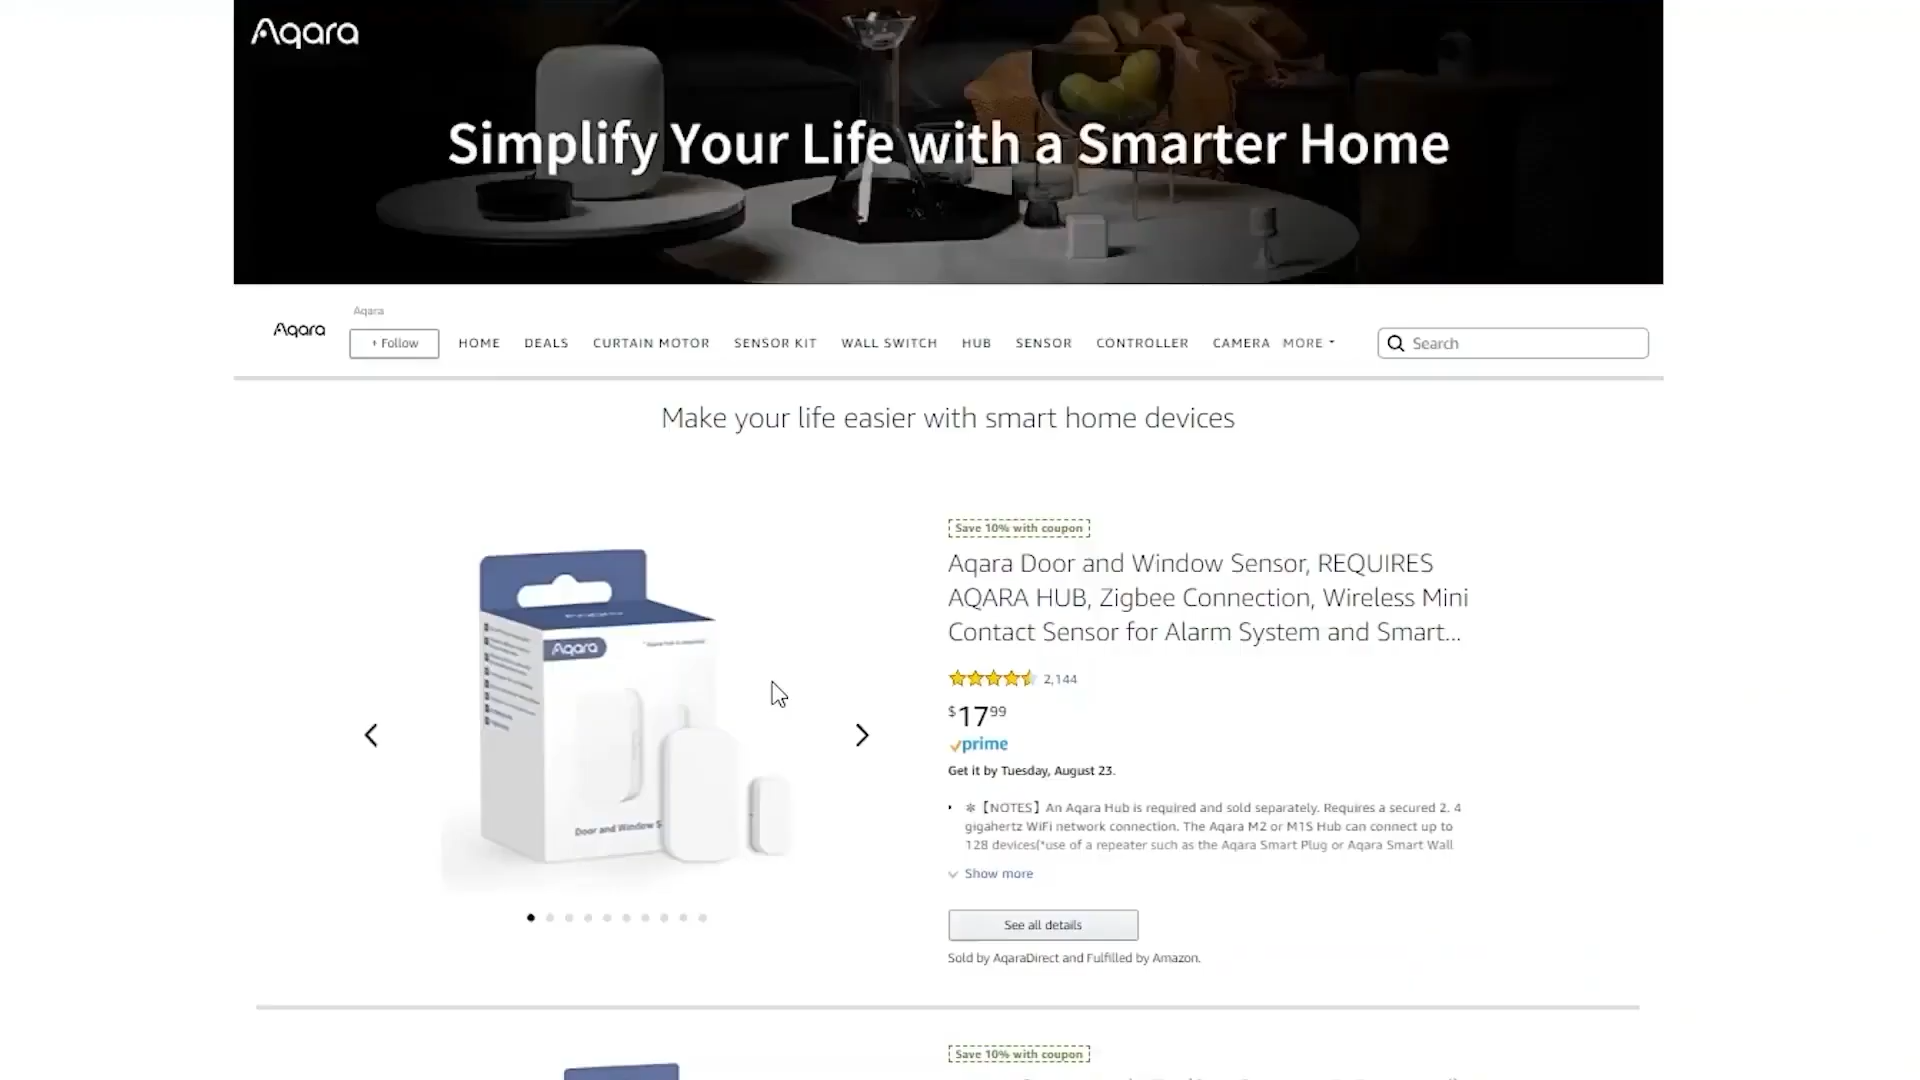 Aqara
Simplify Your Life with a Smarter Home
Aqara
Aqara
+ Follow
HOME
DEALS
CURTAIN MOTOR
SENSOR KIT
WALL SWITCH
HUB
SENSOR
CONTROLLER
CAMERA
MORE
Search
Make your life easier with smart home devices
Save 10% with coupon
Aqara Door and Window Sensor, REQUIRES
AQARA HUB, Zigbee Connection, Wireless Mini
Contact Sensor for Alarm System and Smart...
2,144
$17 99
prime
Get it by Tuesday, August 23.
• ✻【NOTES】An Aqara Hub is required and sold separately. Requires a secured 2. 4
gigahertz WiFi network connection. The Aqara M2 or M1S Hub can connect up to
128 devices(*use of a repeater such as the Aqara Smart Plug or Aqara Smart Wall
Show more
See all details
Sold by AqaraDirect and Fulfilled by Amazon.
Aqara
Door and Window S
Save 10% with coupon